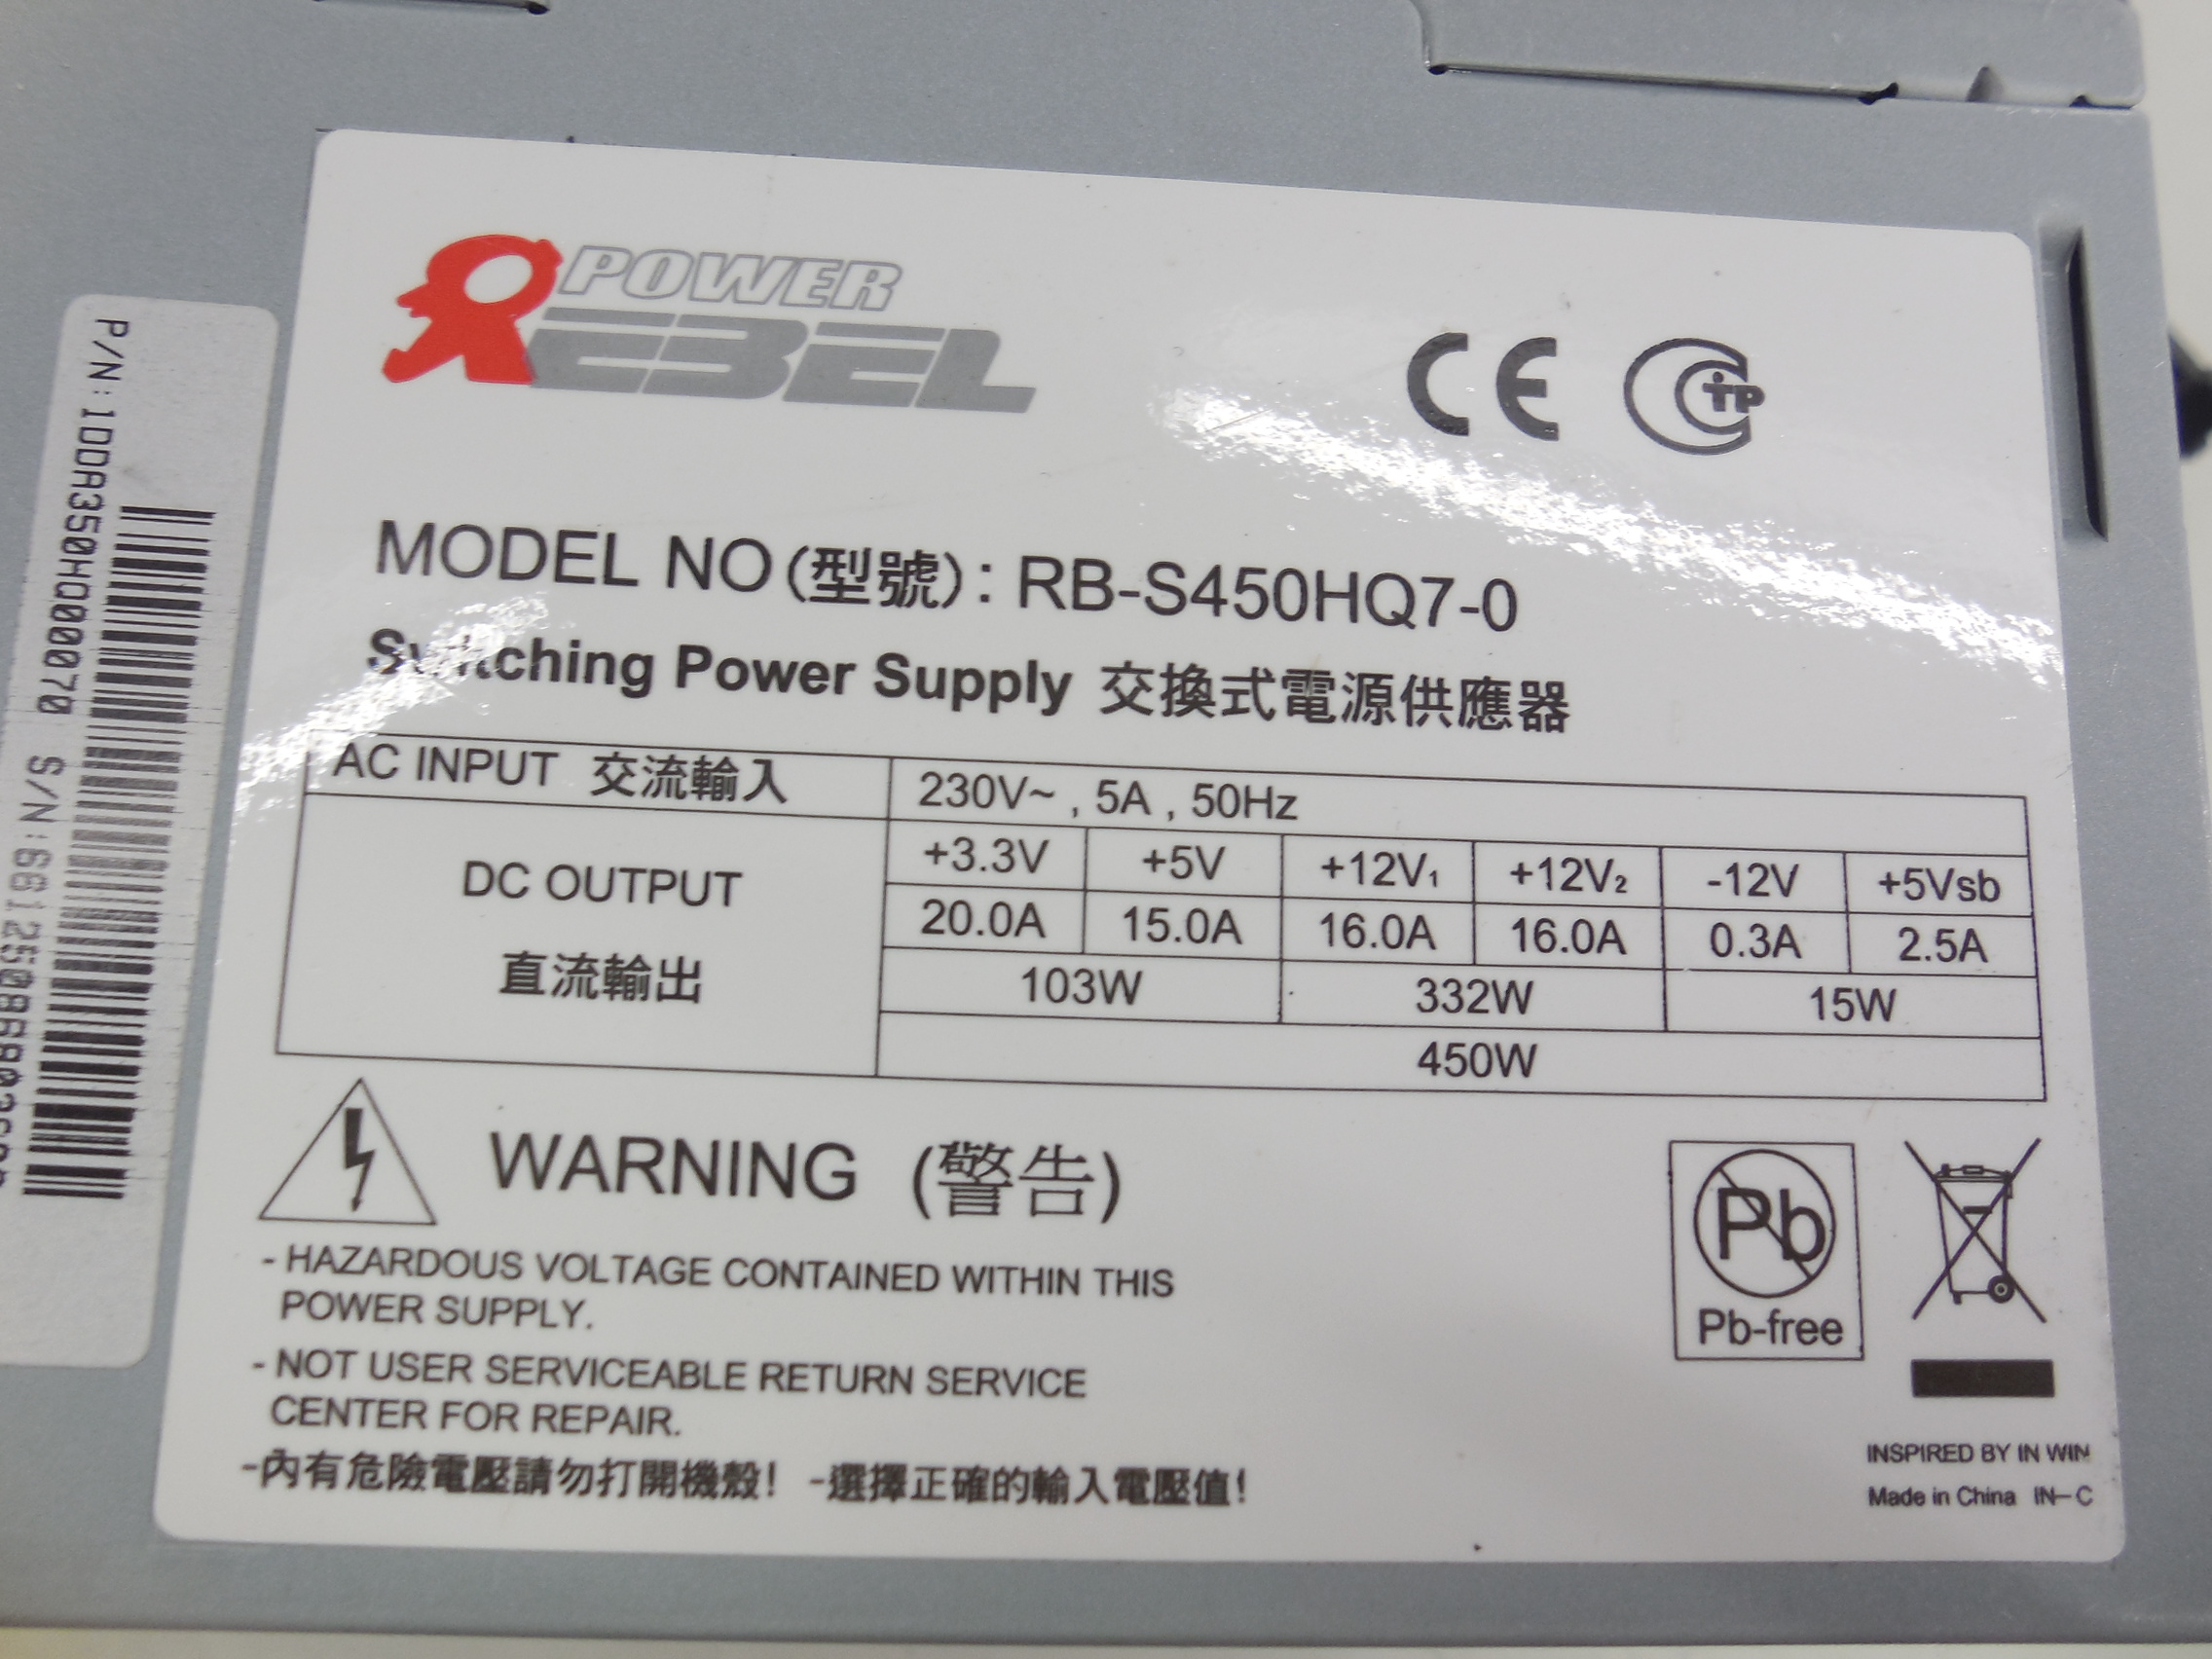 POWER
REBEL
CE
MODEL NO (型號): RB-S450HQ7-0
Switching Power Supply 交換式電源供應器
AC INPUT 交流輸入 230V~ , 5A , 50Hz
DC OUTPUT
直流輸出
+3.3V +5V +12V₁ +12V₂ -12V +5Vsb
20.0A 15.0A 16.0A 16.0A 0.3A 2.5A
103W 332W 15W
450W
WARNING (警告)
- HAZARDOUS VOLTAGE CONTAINED WITHIN THIS
POWER SUPPLY.
- NOT USER SERVICEABLE RETURN SERVICE
CENTER FOR REPAIR.
-內有危險電壓請勿打開機殼! -選擇正確的輸入電壓值!
Pb
Pb-free
INSPIRED BY IN WIN
Made in China IN-C
P/N:1DDA350HQ00070 S/N: